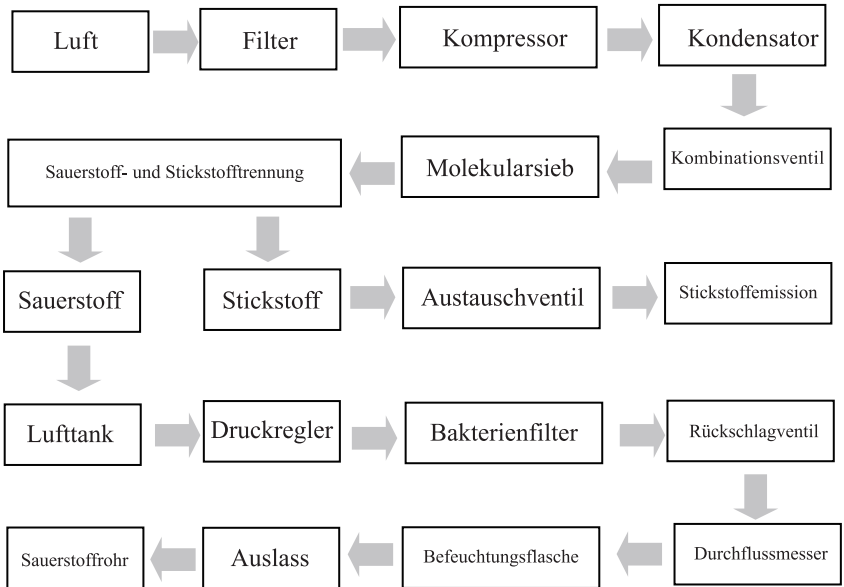 Luft
Filter
Kompressor
Kondensator
Kombinationsventil
Molekularsieb
Sauerstoff- und Stickstofftrennung
Sauerstoff
Stickstoff
Austauschventil
Stickstoffemission
Lufttank
Druckregler
Bakterienfilter
Rückschlagventil
Durchflussmesser
Befeuchtungsflasche
Auslass
Sauerstoffrohr